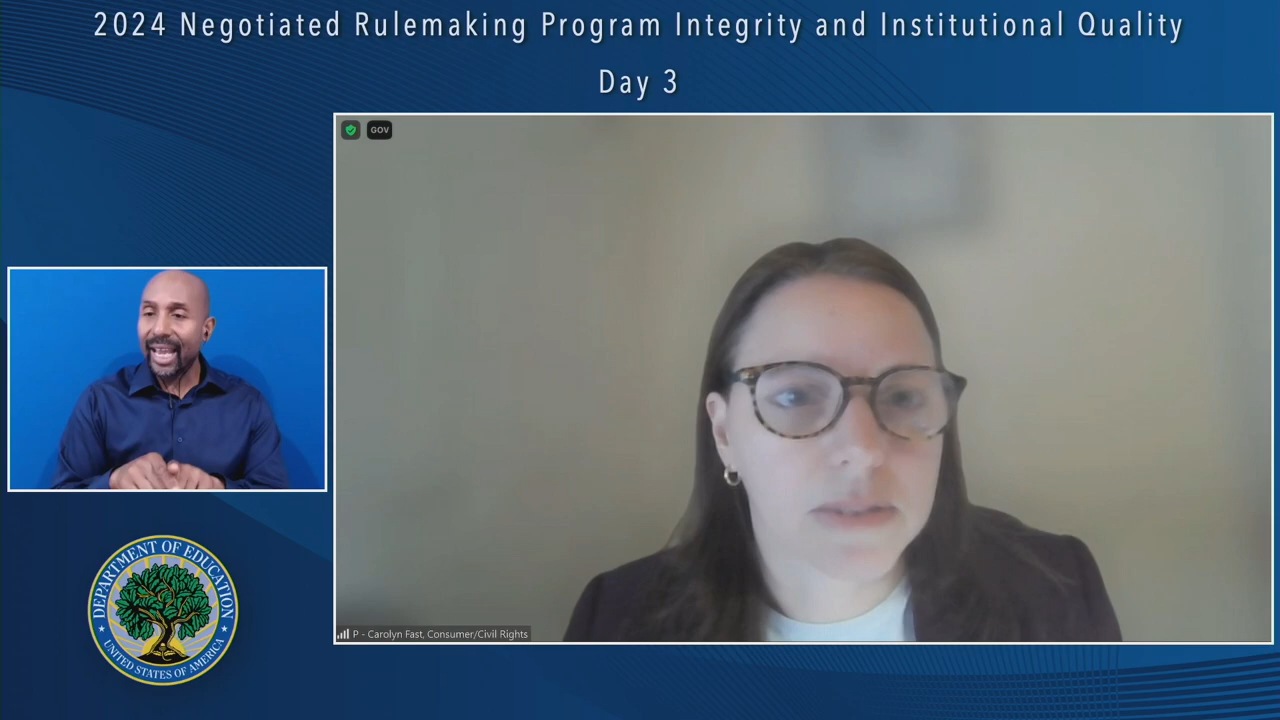 2024 Negotiated Rulemaking Program Integrity and Institutional Quality
Day 3
GOV
P - Carolyn Fast, Consumer/Civil Rights
DEPARTMENT OF EDUCATION
UNITED STATES OF AMERICA